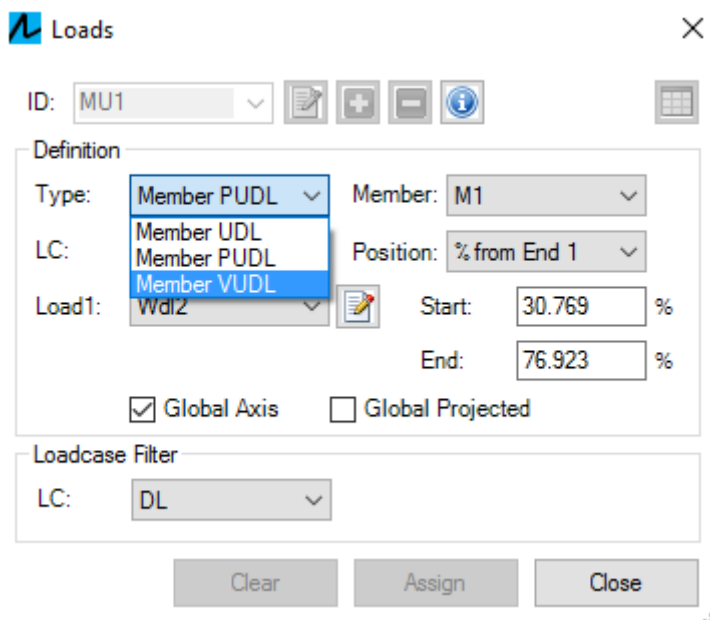 Loads
ID: MU1
Definition
Type: Member PUDL Member: M1
Member UDL
Member PUDL
Member VUDL
LC: Position: % from End 1
Load1: Wdl2 Start: 30.769 %
End: 76.923 %
Global Axis Global Projected
Loadcase Filter
LC: DL
Clear Assign Close